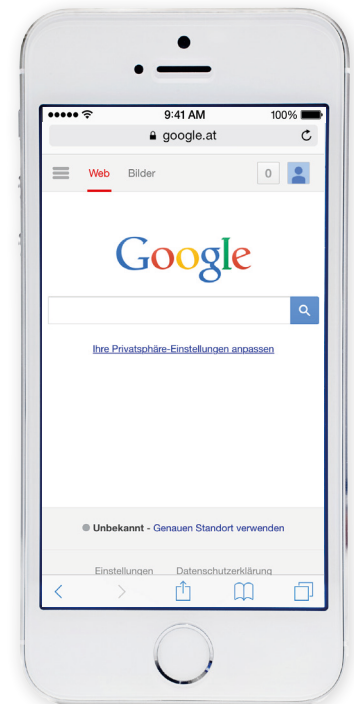 9:41 AM 100%
google.at
Web Bilder 0
Google
Ihre Privatsphäre-Einstellungen anpassen
Unbekannt - Genauen Standort verwenden
Einstellungen Datenschutzerklärung